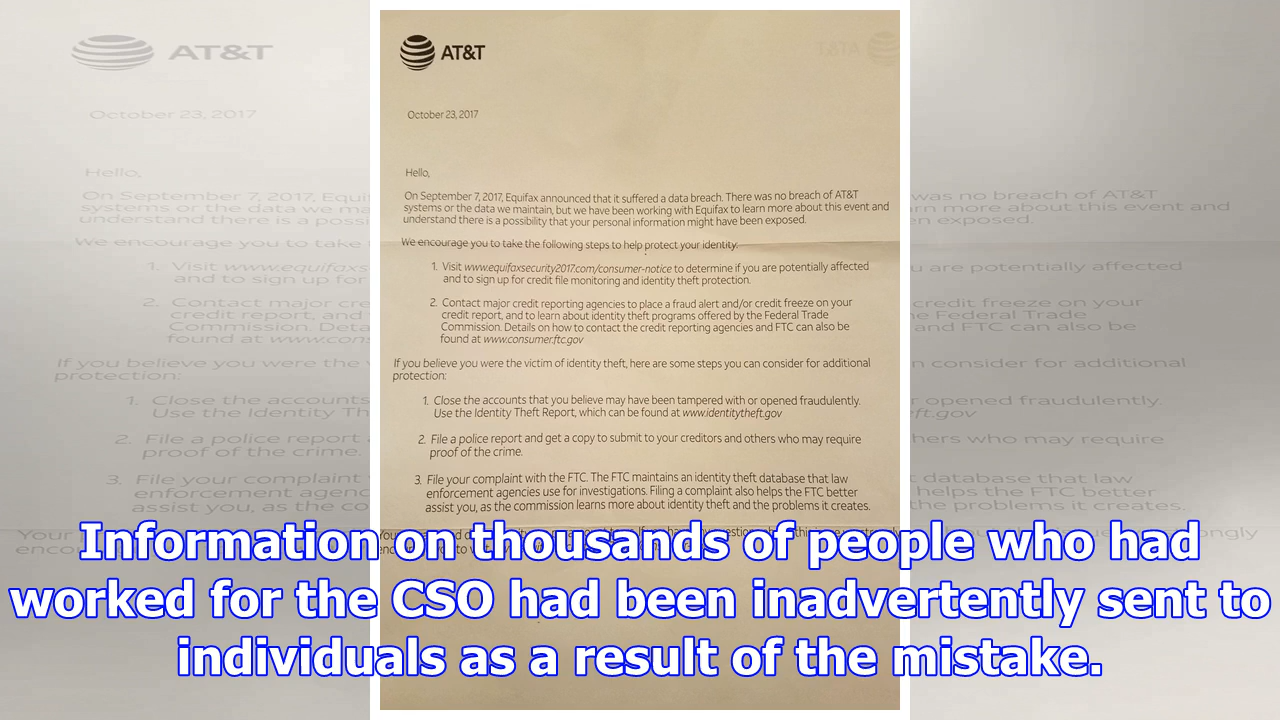 AT&T
October 23, 2017
Hello,
On September 7, 2017, Equifax announced that it suffered a data breach. There was no breach of AT&T
systems or the data we maintain, but we have been working with Equifax to learn more about this event and
understand there is a possibility that your personal information might have been exposed.
We encourage you to take the following steps to help protect your identity:
1. Visit www.equifaxsecurity2017.com/consumer-notice to determine if you are potentially affected
and to sign up for credit file monitoring and identity theft protection.
2. Contact major credit reporting agencies to place a fraud alert and/or credit freeze on your
credit report, and to learn about identity theft programs offered by the Federal Trade
Commission. Details on how to contact the credit reporting agencies and FTC can also be
found at www.consumer.ftc.gov
If you believe you were the victim of identity theft, here are some steps you can consider for additional
protection:
1. Close the accounts that you believe may have been tampered with or opened fraudulently.
Use the Identity Theft Report, which can be found at www.identitytheft.gov
2. File a police report and get a copy to submit to your creditors and others who may require
proof of the crime.
3. File your complaint with the FTC. The FTC maintains an identity theft database that law
enforcement agencies use for investigations. Filing a complaint also helps the FTC better
assist you, as the commission learns more about identity theft and the problems it creates.
Information on thousands of people who had
worked for the CSO had been inadvertently sent to
individuals as a result of the mistake.